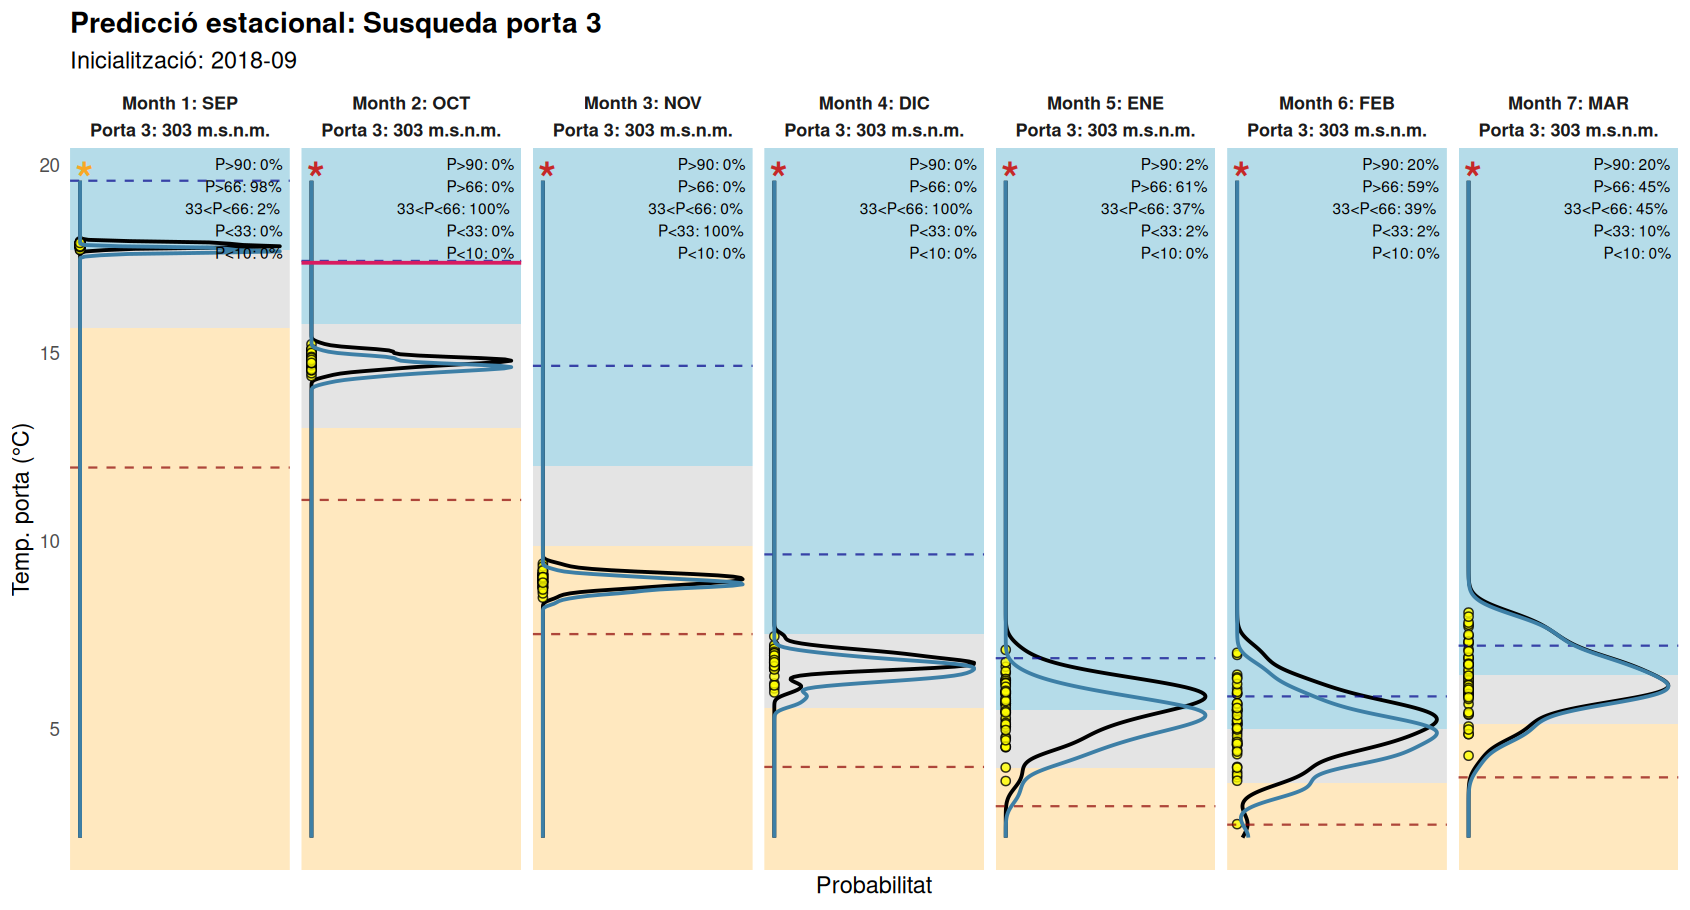 Predicció estacional: Susqueda porta 3
Inicialització: 2018-09
Month 1: SEP
Porta 3: 303 m.s.n.m.
Month 2: OCT
Porta 3: 303 m.s.n.m.
Month 3: NOV
Porta 3: 303 m.s.n.m.
Month 4: DIC
Porta 3: 303 m.s.n.m.
Month 5: ENE
Porta 3: 303 m.s.n.m.
Month 6: FEB
Porta 3: 303 m.s.n.m.
Month 7: MAR
Porta 3: 303 m.s.n.m.
*
P>90: 0%
P>66: 98%
33<P<66: 2%
P<33: 0%
P<10: 0%
*
P>90: 0%
P>66: 0%
33<P<66: 100%
P<33: 0%
P<10: 0%
*
P>90: 0%
P>66: 0%
33<P<66: 0%
P<33: 100%
P<10: 0%
*
P>90: 0%
P>66: 0%
33<P<66: 100%
P<33: 0%
P<10: 0%
*
P>90: 2%
P>66: 61%
33<P<66: 37%
P<33: 2%
P<10: 0%
*
P>90: 20%
P>66: 59%
33<P<66: 39%
P<33: 2%
P<10: 0%
*
P>90: 20%
P>66: 45%
33<P<66: 45%
P<33: 10%
P<10: 0%
20
15
10
5
Temp. porta (°C)
Probabilitat